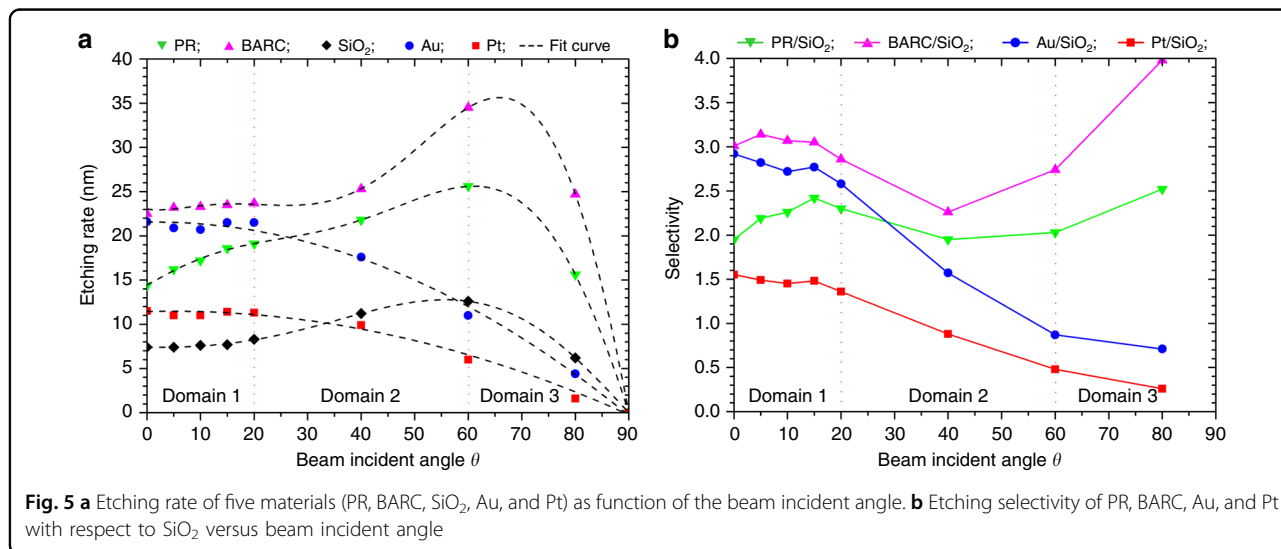 a
PR; BARC; SiO₂; Au; Pt; Fit curve
40
35
30
25
20
15
10
5
0
Etching rate (nm)
Domain 1 Domain 2 Domain 3
0 10 20 30 40 50 60 70 80 90
Beam incident angle θ
b
PR/SiO₂; BARC/SiO₂; Au/SiO₂; Pt/SiO₂;
4.0
3.5
3.0
2.5
2.0
1.5
1.0
0.5
0.0
Selectivity
Domain 1 Domain 2 Domain 3
0 10 20 30 40 50 60 70 80 90
Beam incident angle θ
Fig. 5 a Etching rate of five materials (PR, BARC, SiO₂, Au, and Pt) as function of the beam incident angle. b Etching selectivity of PR, BARC, Au, and Pt
with respect to SiO₂ versus beam incident angle